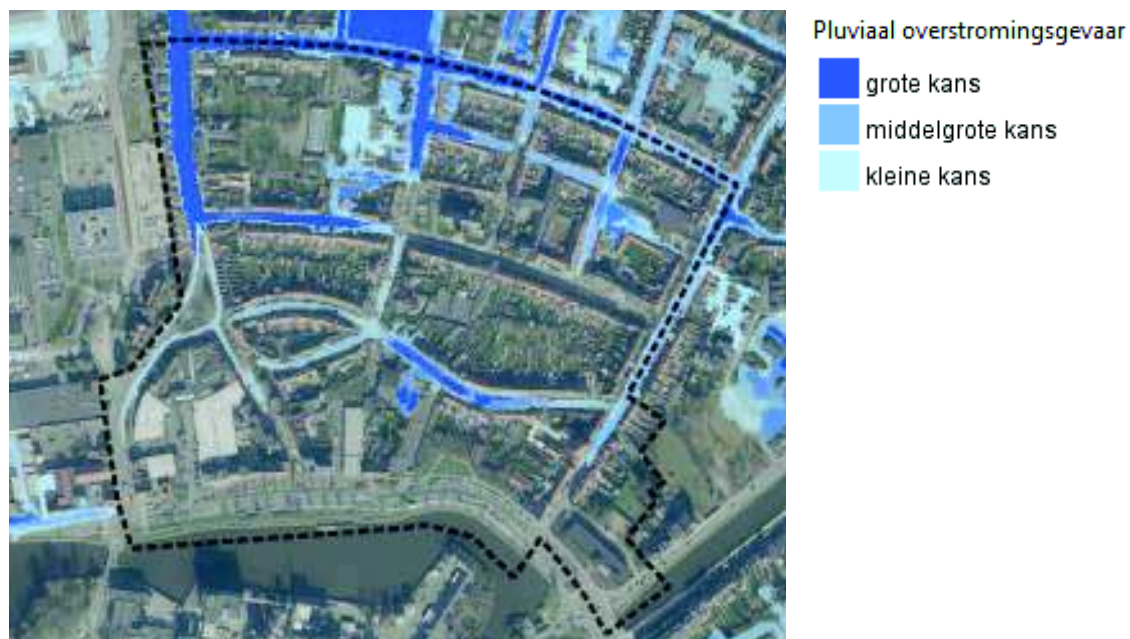 Pluviaal overstromingsgevaar
grote kans
middelgrote kans
kleine kans